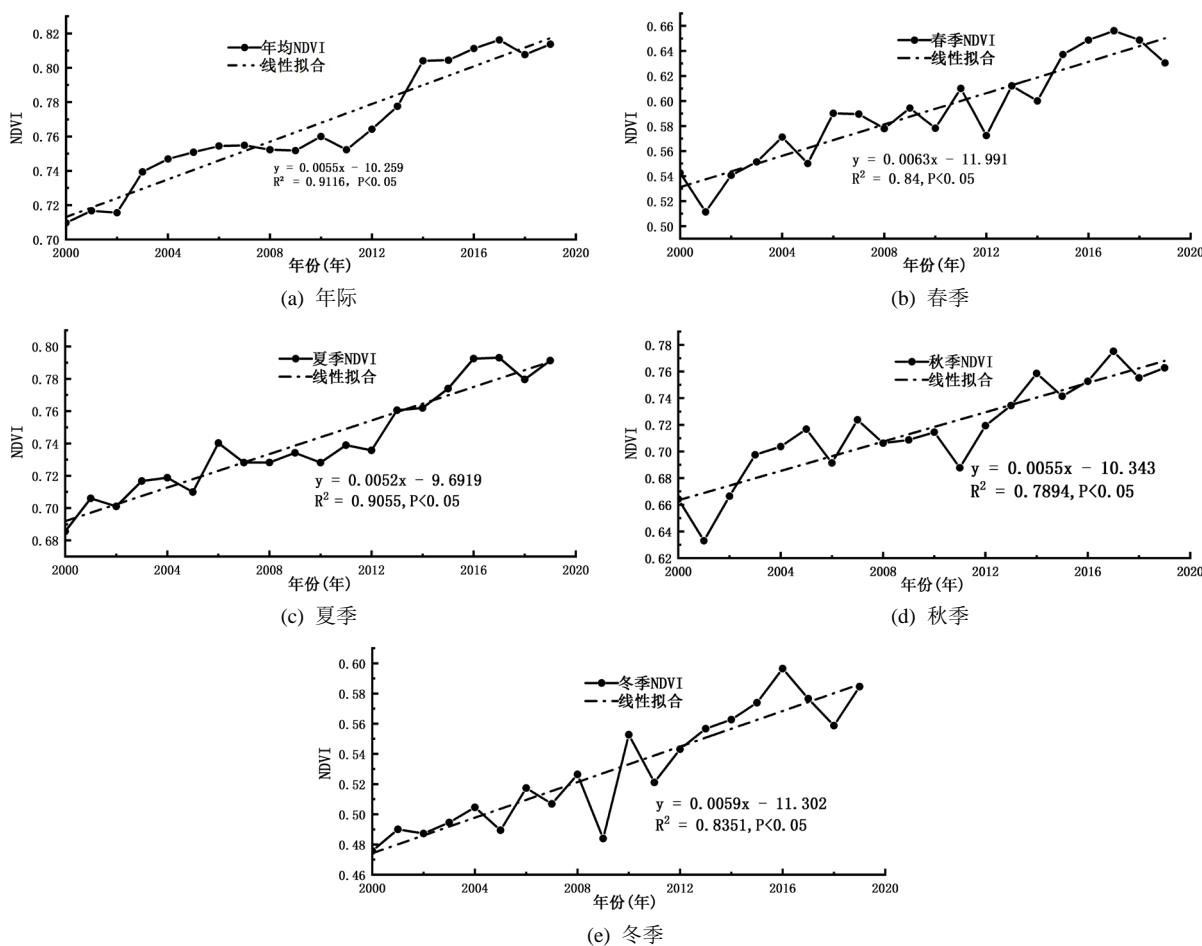 0.82
0.80
0.76
0.74
0.72
0.70
NDVI
年均NDVI
线性拟合
y = 0.0055x - 10.259
R² = 0.9116, P<0.05
2000 2004 2008 2012 2016 2020
年份(年)
(a) 年际
0.66
0.64
0.60
0.58
0.56
0.54
0.52
0.50
NDVI
春季NDVI
线性拟合
y = 0.0063x - 11.991
R² = 0.84,P<0.05
2000 2004 2008 2012 2016 2020
年份(年)
(b) 春季
0.80
0.78
0.76
0.74
0.72
0.70
0.68
NDVI
夏季NDVI
线性拟合
y = 0.0052x - 9.6919
R² = 0.9055,P<0.05
2000 2004 2008 2012 2016 2020
年份(年)
(c) 夏季
0.78
0.76
0.74
0.72
0.70
0.68
0.66
0.64
0.62
NDVI
秋季NDVI
线性拟合
y = 0.0055x - 10.343
R² = 0.7894,P<0.05
2000 2004 2008 2012 2016 2020
年份(年)
(d) 秋季
0.60
0.58
0.56
0.54
0.52
0.50
0.48
0.46
NDVI
冬季NDVI
线性拟合
y = 0.0059x - 11.302
R² = 0.8351,P<0.05
2000 2004 2008 2012 2016 2020
年份(年)
(e) 冬季